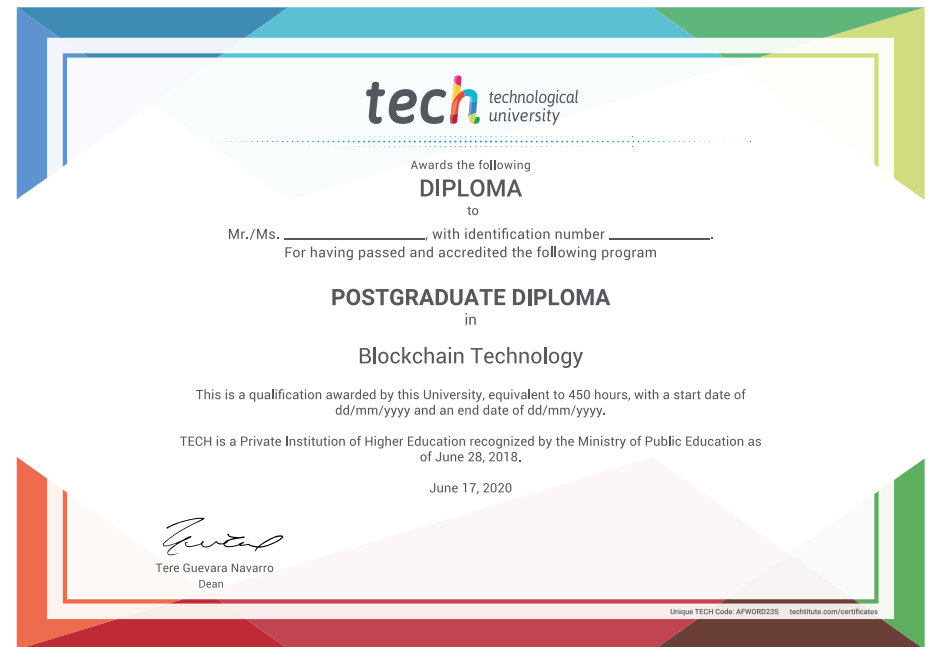 tech technological
university
Awards the following
DIPLOMA
to
Mr./Ms. ____________________, with identification number ______________.
For having passed and accredited the following program
POSTGRADUATE DIPLOMA
in
Blockchain Technology
This is a qualification awarded by this University, equivalent to 450 hours, with a start date of
dd/mm/yyyy and an end date of dd/mm/yyyy.
TECH is a Private Institution of Higher Education recognized by the Ministry of Public Education as
of June 28, 2018.
June 17, 2020
Tere Guevara Navarro
Dean
Unique TECH Code: AFWORD23S techtitute.com/certificates